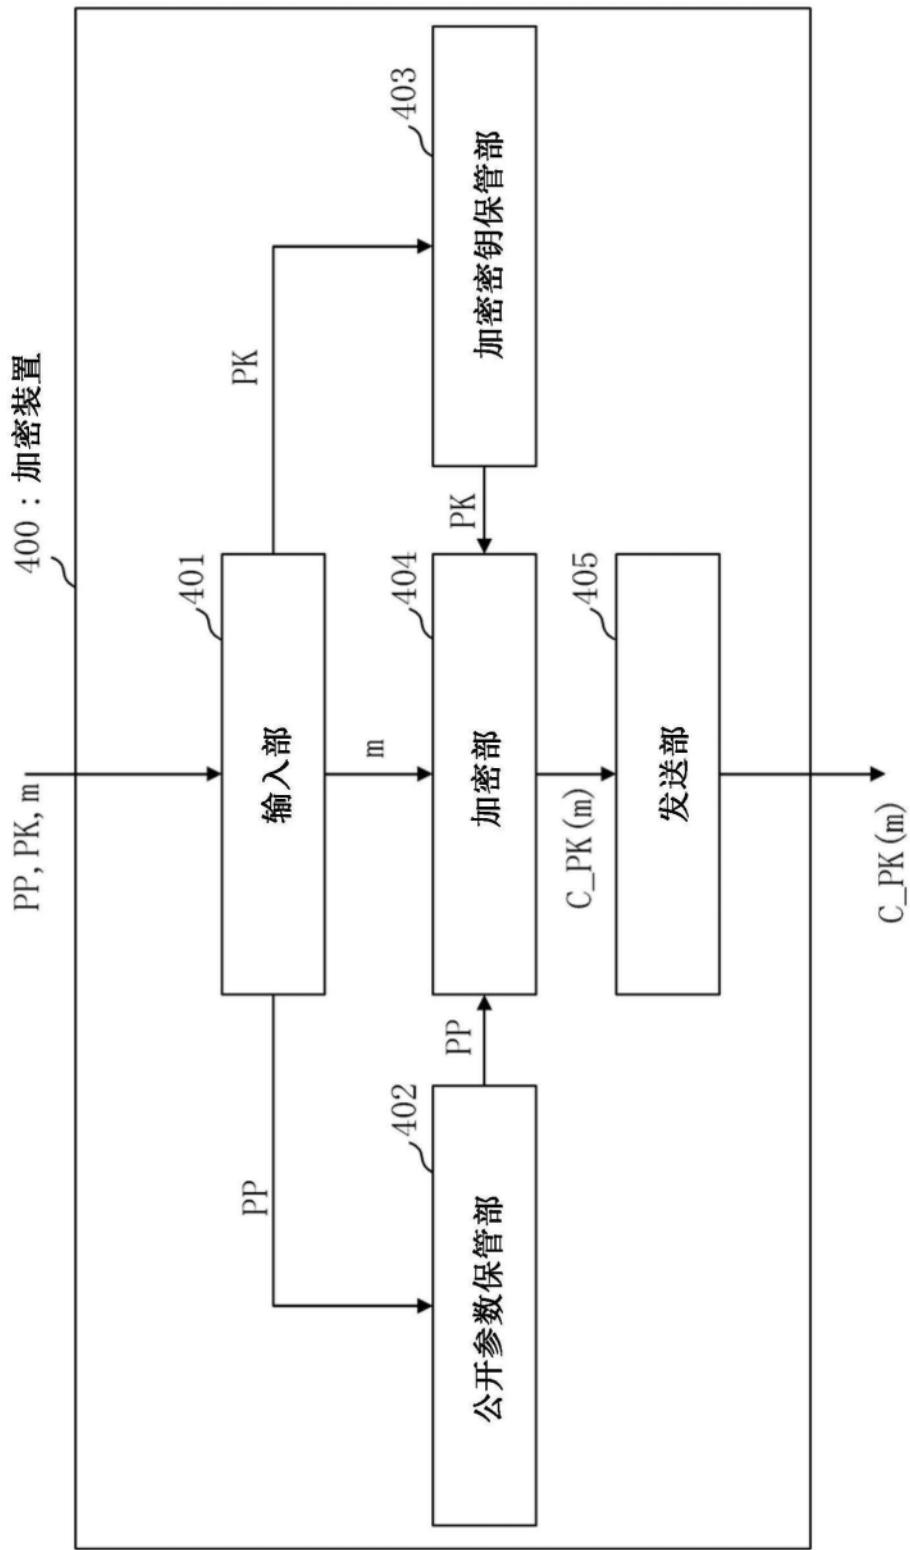 400：加密装置
PP,PK,m
401
输入部
PP
m
PK
402
公开参数保管部
PP
404
加密部
PK
403
加密密钥保管部
C_PK(m)
405
发送部
C_PK(m)